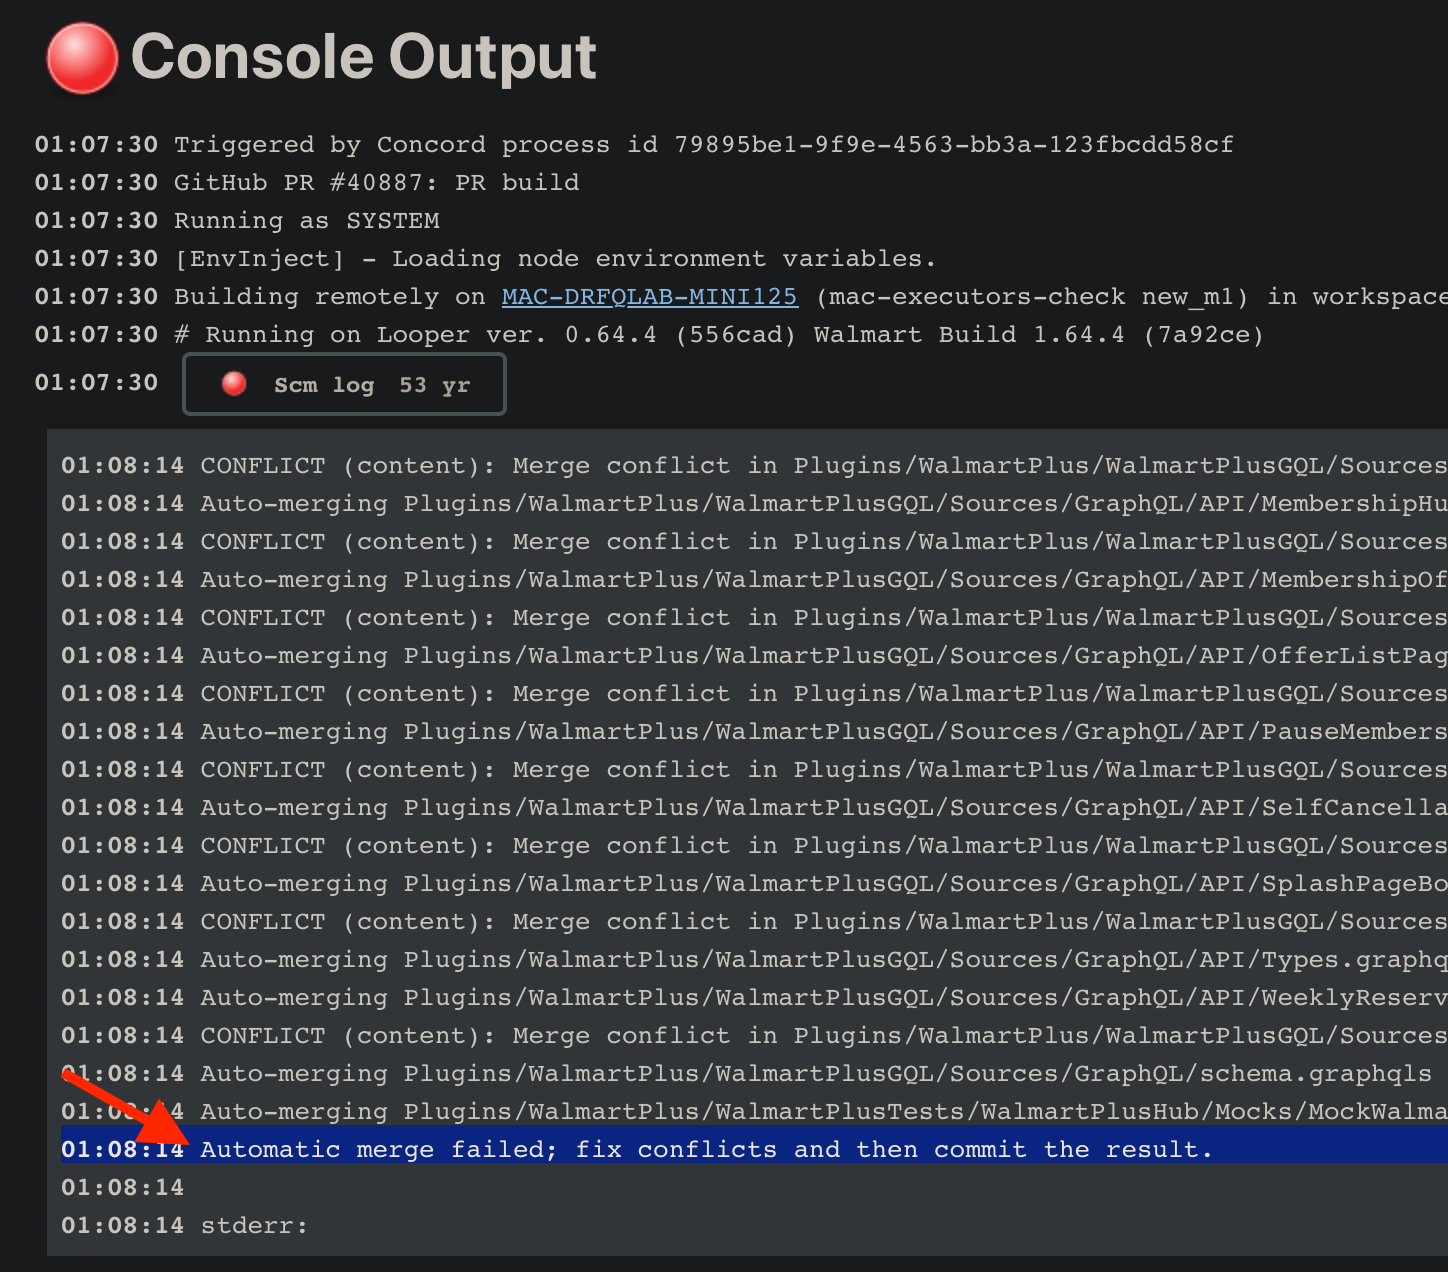 Console Output
01:07:30 Triggered by Concord process id 79895be1-9f9e-4563-bb3a-123fbcdd58cf
01:07:30 GitHub PR #40887: PR build
01:07:30 Running as SYSTEM
01:07:30 [EnvInject] - Loading node environment variables.
01:07:30 Building remotely on MAC-DRFQLAB-MINI125 (mac-executors-check new_m1) in workspace
01:07:30 # Running on Looper ver. 0.64.4 (556cad) Walmart Build 1.64.4 (7a92ce)
01:07:30 Scm log 53 yr
01:08:14 CONFLICT (content): Merge conflict in Plugins/WalmartPlus/WalmartPlusGQL/Sources
01:08:14 Auto-merging Plugins/WalmartPlus/WalmartPlusGQL/Sources/GraphQL/API/MembershipHu
01:08:14 CONFLICT (content): Merge conflict in Plugins/WalmartPlus/WalmartPlusGQL/Sources
01:08:14 Auto-merging Plugins/WalmartPlus/WalmartPlusGQL/Sources/GraphQL/API/MembershipOf
01:08:14 CONFLICT (content): Merge conflict in Plugins/WalmartPlus/WalmartPlusGQL/Sources
01:08:14 Auto-merging Plugins/WalmartPlus/WalmartPlusGQL/Sources/GraphQL/API/OfferListPag
01:08:14 CONFLICT (content): Merge conflict in Plugins/WalmartPlus/WalmartPlusGQL/Sources
01:08:14 Auto-merging Plugins/WalmartPlus/WalmartPlusGQL/Sources/GraphQL/API/PauseMembers
01:08:14 CONFLICT (content): Merge conflict in Plugins/WalmartPlus/WalmartPlusGQL/Sources
01:08:14 Auto-merging Plugins/WalmartPlus/WalmartPlusGQL/Sources/GraphQL/API/SelfCancella
01:08:14 CONFLICT (content): Merge conflict in Plugins/WalmartPlus/WalmartPlusGQL/Sources
01:08:14 Auto-merging Plugins/WalmartPlus/WalmartPlusGQL/Sources/GraphQL/API/SplashPageBo
01:08:14 CONFLICT (content): Merge conflict in Plugins/WalmartPlus/WalmartPlusGQL/Sources
01:08:14 Auto-merging Plugins/WalmartPlus/WalmartPlusGQL/Sources/GraphQL/API/Types.graphq
01:08:14 Auto-merging Plugins/WalmartPlus/WalmartPlusGQL/Sources/GraphQL/API/WeeklyReserv
01:08:14 CONFLICT (content): Merge conflict in Plugins/WalmartPlus/WalmartPlusGQL/Sources
01:08:14 Auto-merging Plugins/WalmartPlus/WalmartPlusGQL/Sources/GraphQL/schema.graphqls
01:08:14 Auto-merging Plugins/WalmartPlus/WalmartPlusTests/WalmartPlusHub/Mocks/MockWalma
01:08:14 Automatic merge failed; fix conflicts and then commit the result.
01:08:14
01:08:14 stderr: